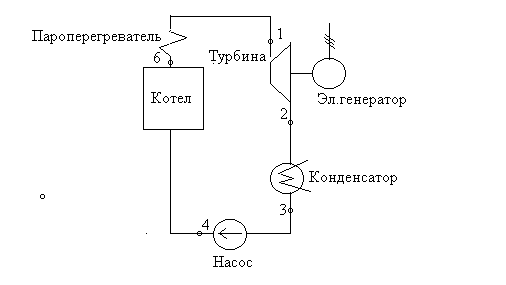 Пароперегреватель
1
Турбина
6
Котел
Эл.генератор
2
Конденсатор
3
4
Насос